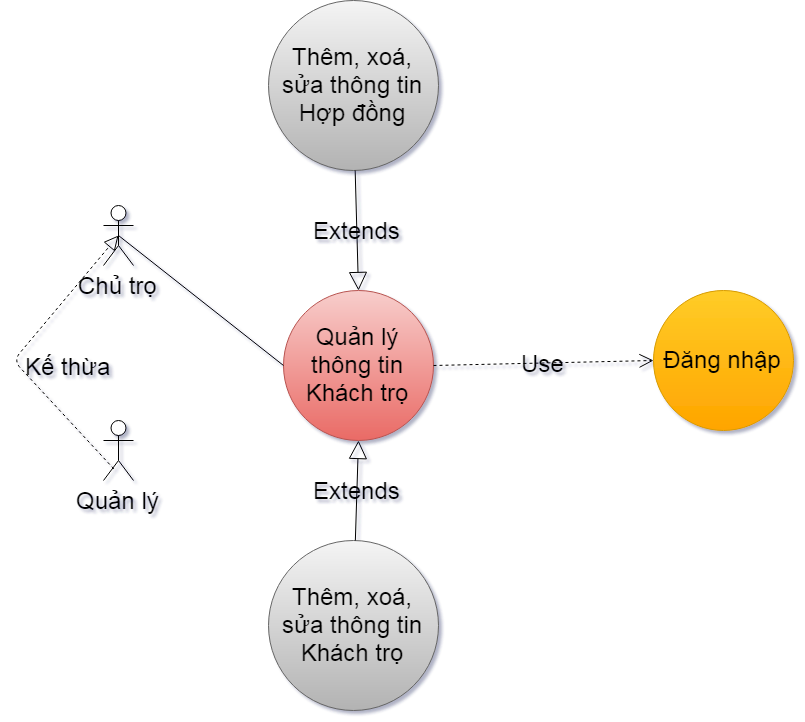 Thêm, xoá,
sửa thông tin
Hợp đồng
Extends
Chủ trọ
Quản lý
thông tin
Khách trọ
Use
Đăng nhập
Kế thừa
Quản lý
Extends
Thêm, xoá,
sửa thông tin
Khách trọ